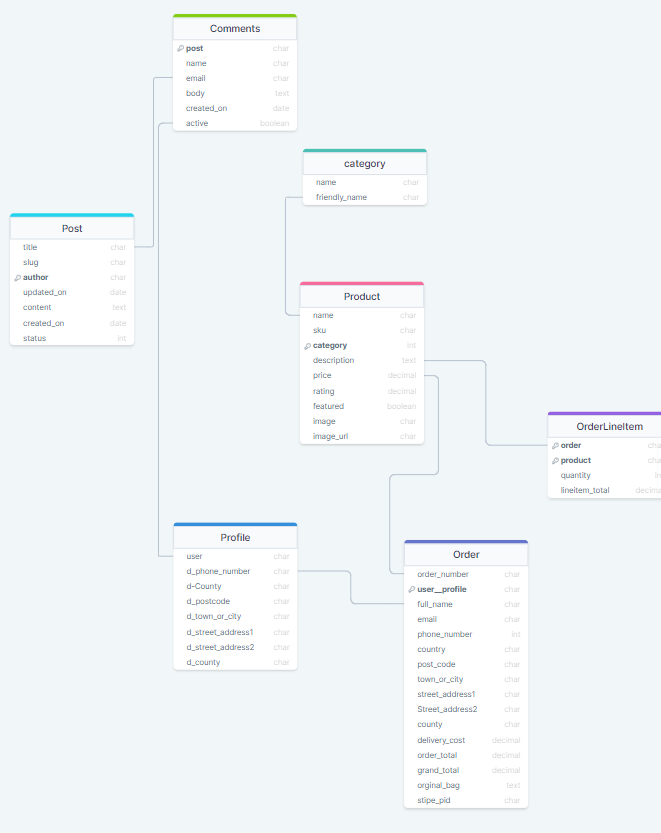 Comments
post char
name char
email char
body text
created_on date
active boolean
category
name char
friendly_name char
Post
title char
slug char
author char
updated_on date
content text
created_on date
status int
Product
name char
sku char
category int
description text
price decimal
rating decimal
featured boolean
image char
image_url char
OrderLineItem
order
product
quantity
lineitem_total
Profile
user char
d_phone_number char
d-County char
d_postcode char
d_town_or_city char
d_street_address1 char
d_street_address2 char
d_county char
Order
order_number char
user__profile char
full_name char
email char
phone_number int
country char
post_code char
town_or_city char
street_address1 char
Street_address2 char
county char
delivery_cost decimal
order_total decimal
grand_total decimal
orginal_bag text
stipe_pid char